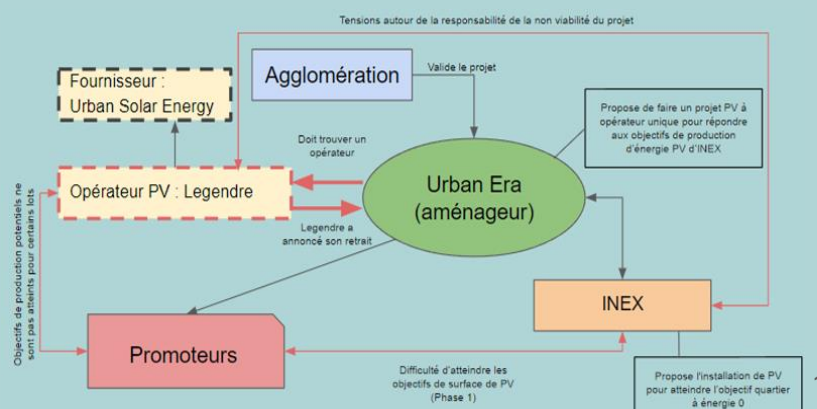 Tensions autour de la responsabilité de la non viabilité du projet
Agglomération
Valide le projet
Fournisseur :
Urban Solar Energy
Propose de faire un projet PV à
opérateur unique pour répondre
aux objectifs de production
d'énergie PV d'INEX
Doit trouver un
opérateur
Opérateur PV : Legendre
Urban Era
(aménageur)
Legendre a
annoncé son retrait
Objectifs de production potentiels ne
sont pas atteints pour certains lots
INEX
Promoteurs
Difficulté d'atteindre les
objectifs de surface de PV
(Phase 1)
Propose l'installation de PV
pour atteindre l'objectif quartier
à énergie 0